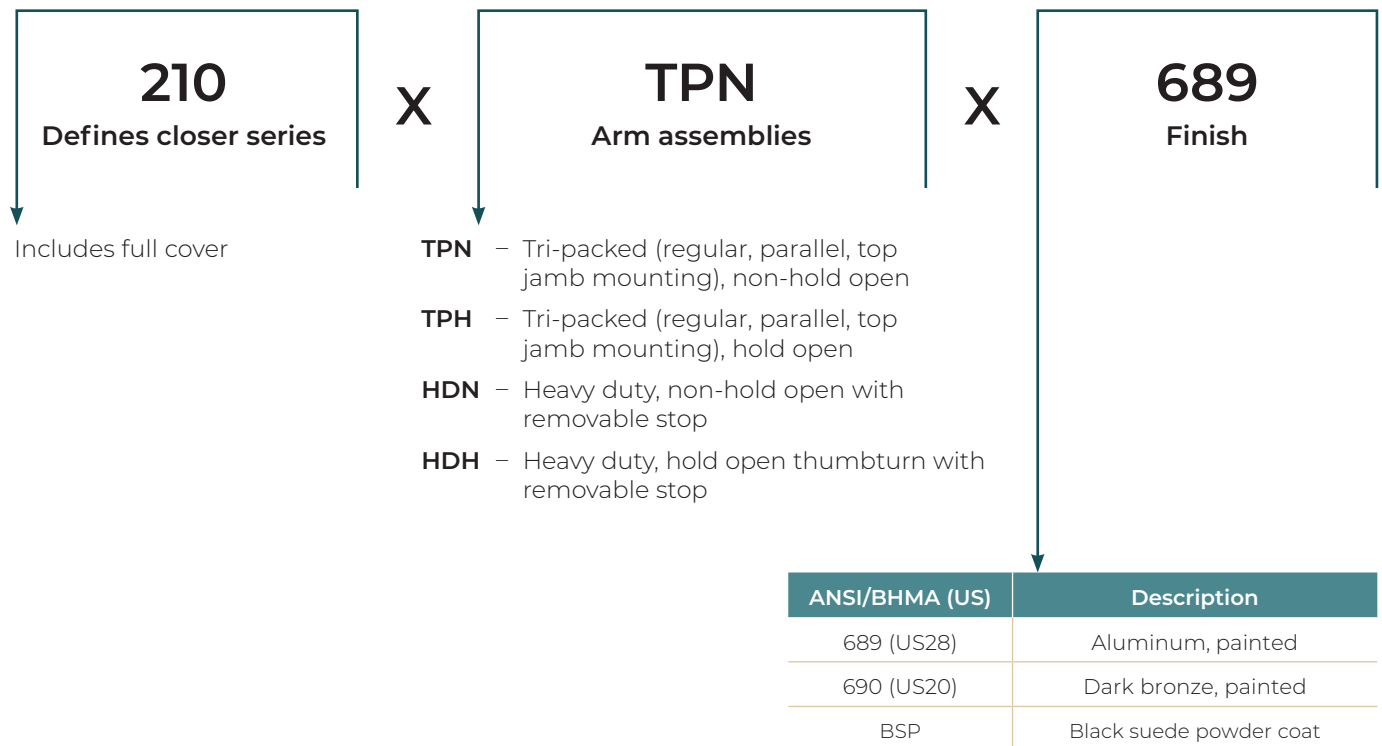 210
Defines closer series
X
TPN
Arm assemblies
X
689
Finish
Includes full cover
TPN – Tri-packed (regular, parallel, top
jamb mounting), non-hold open
TPH – Tri-packed (regular, parallel, top
jamb mounting), hold open
HDN – Heavy duty, non-hold open with
removable stop
HDH – Heavy duty, hold open thumbturn with
removable stop
ANSI/BHMA (US) Description
689 (US28) Aluminum, painted
690 (US20) Dark bronze, painted
BSP Black suede powder coat